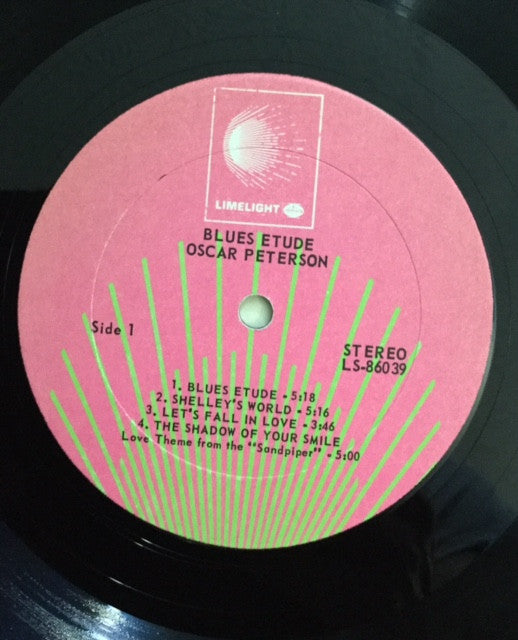 LIMELIGHT
BLUES ETUDE
OSCAR PETERSON
Side 1
STEREO
LS-86039
1. BLUES ETUDE - 5:18
2. SHELLEY'S WORLD - 5:16
3. LET'S FALL IN LOVE - 3:46
4. THE SHADOW OF YOUR SMILE
Love Theme from the ""Sandpiper"" - 5:00